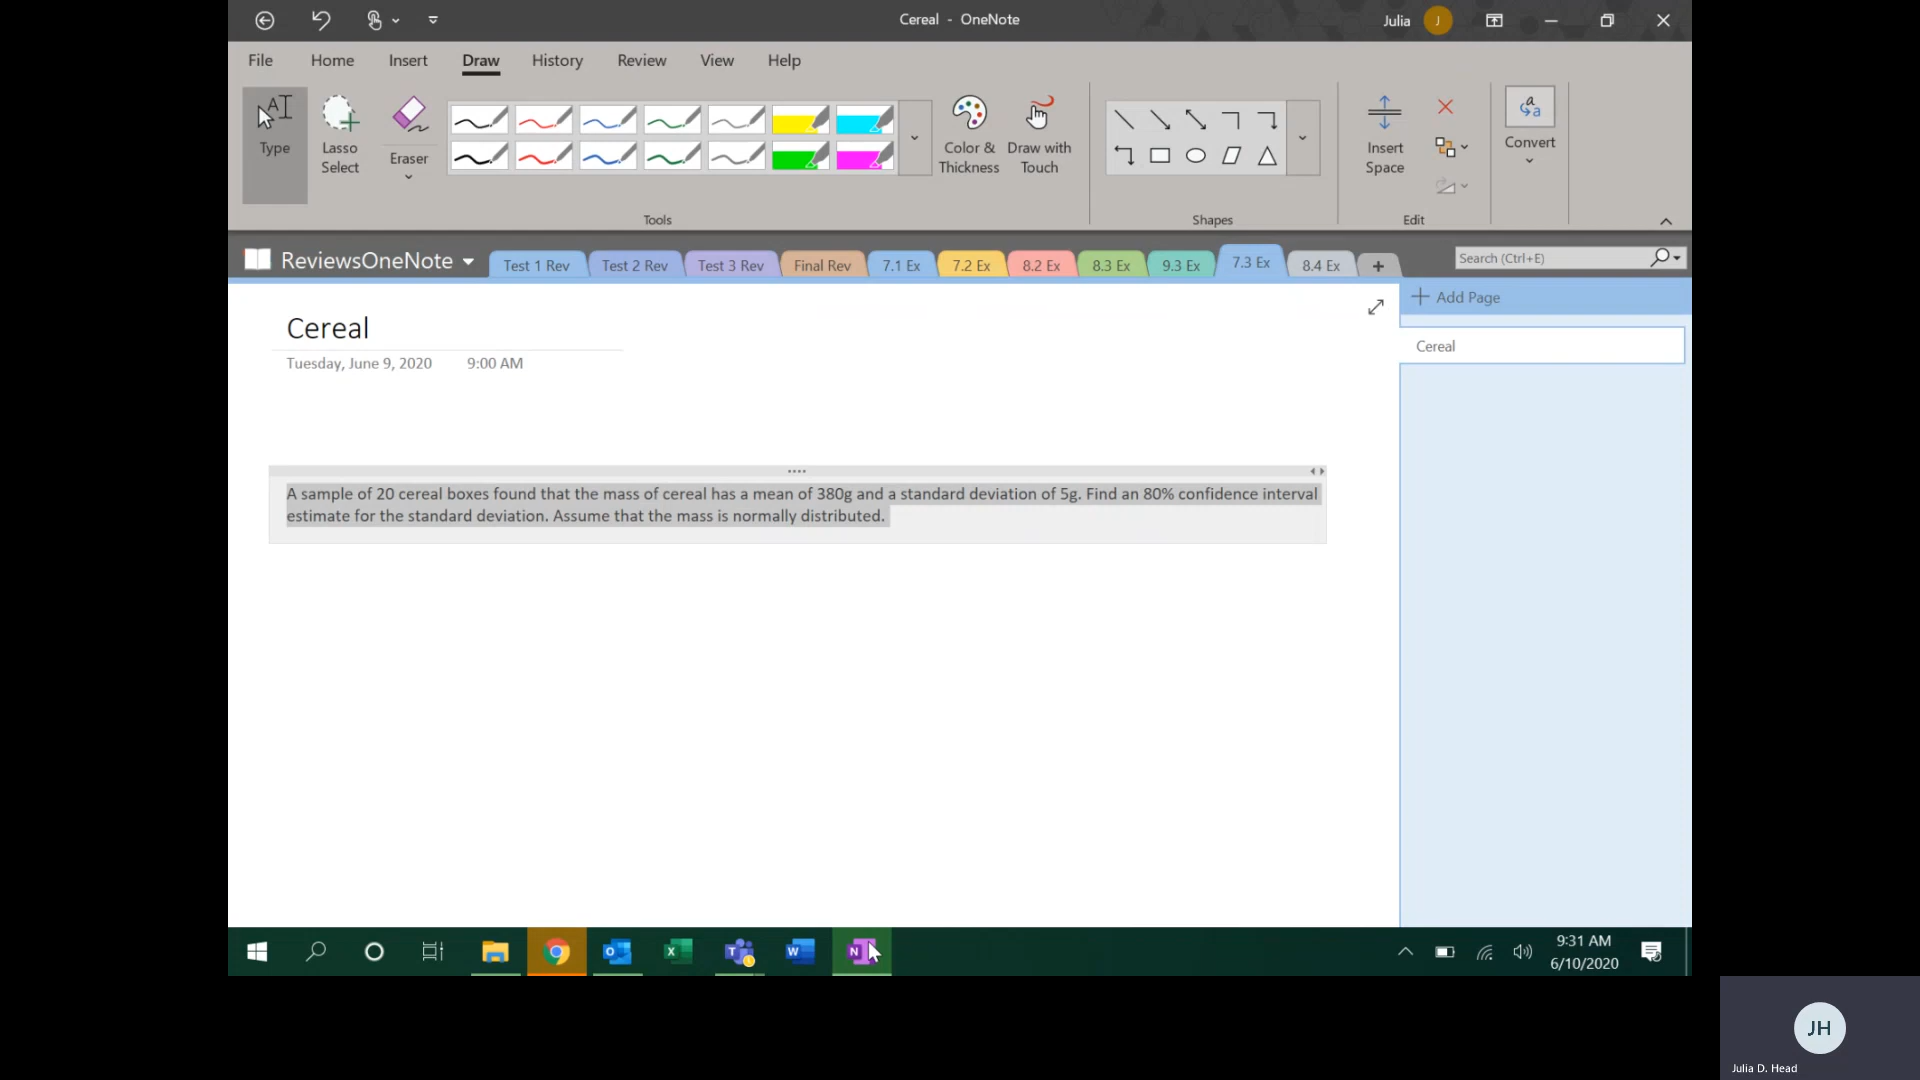 Cereal - OneNote
Julia
J
File
Home
Insert
Draw
History
Review
View
Help
Type
Lasso
Select
Eraser
Color &
Thickness
Draw with
Touch
Insert
Space
Convert
Tools
Shapes
Edit
ReviewsOneNote
Test 1 Rev
Test 2 Rev
Test 3 Rev
Final Rev
7.1 Ex
7.2 Ex
8.2 Ex
8.3 Ex
9.3 Ex
7.3 Ex
8.4 Ex
Search (Ctrl+E)
Add Page
Cereal
Cereal
Tuesday, June 9, 2020 9:00 AM
A sample of 20 cereal boxes found that the mass of cereal has a mean of 380g and a standard deviation of 5g. Find an 80% confidence interval
estimate for the standard deviation. Assume that the mass is normally distributed.
9:31 AM
6/10/2020
JH
Julia D. Head